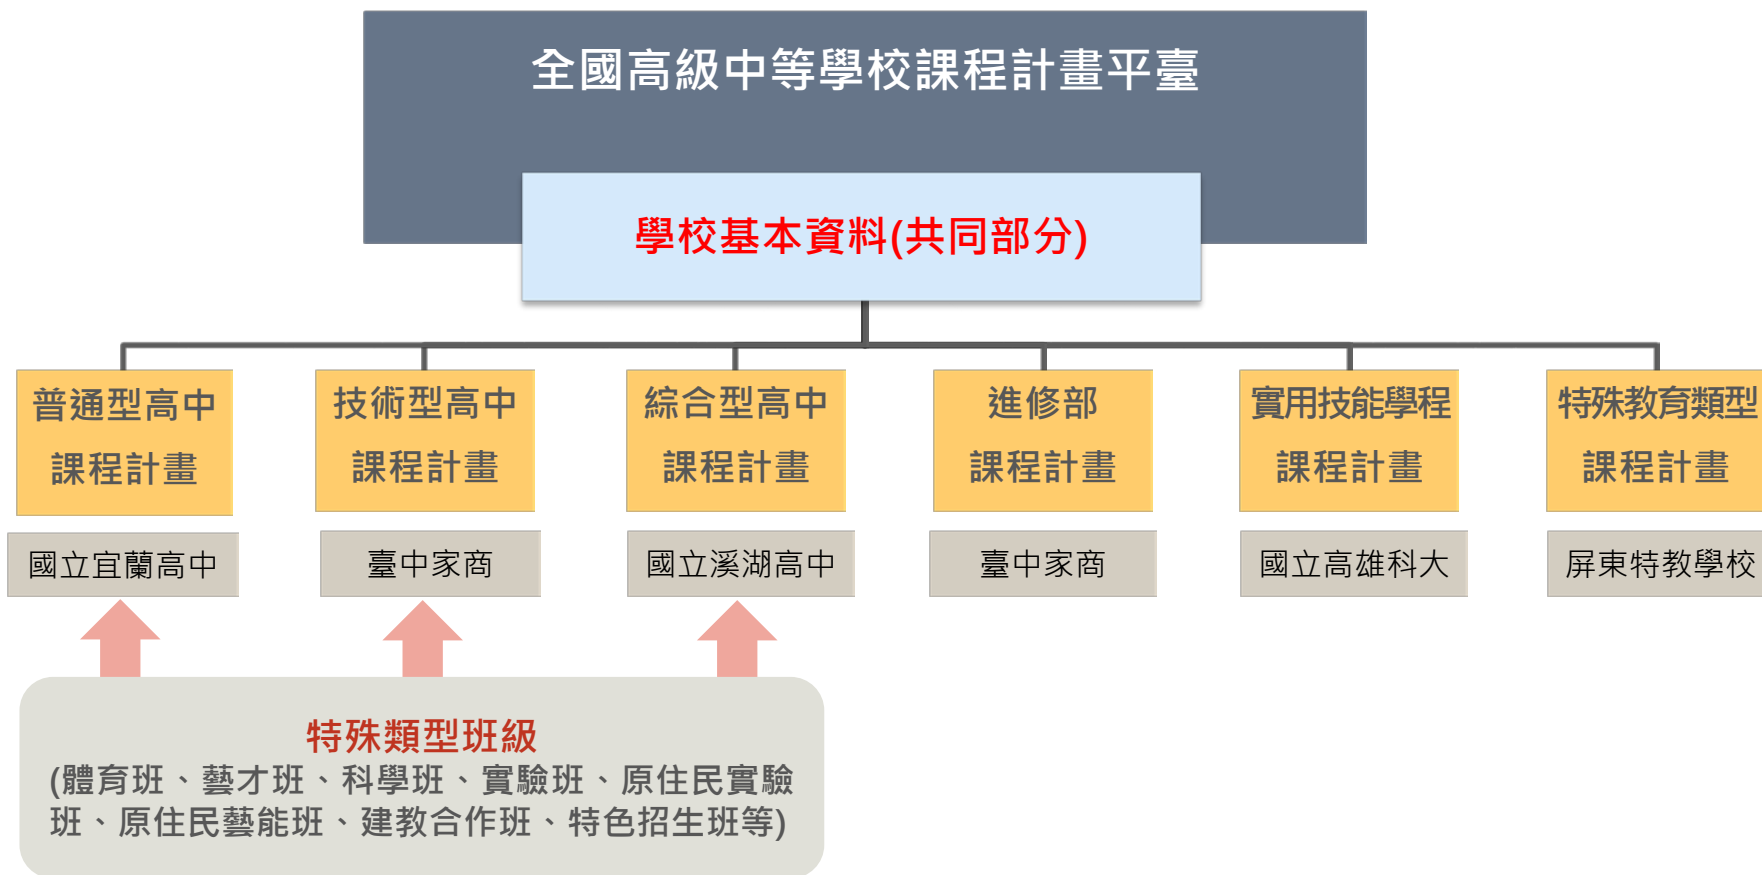 全國高級中等學校課程計畫平臺
學校基本資料(共同部分)
普通型高中
課程計畫
技術型高中
課程計畫
綜合型高中
課程計畫
進修部
課程計畫
實用技能學程
課程計畫
特殊教育類型
課程計畫
國立宜蘭高中
臺中家商
國立溪湖高中
臺中家商
國立高雄科大
屏東特教學校
特殊類型班級
(體育班、藝才班、科學班、實驗班、原住民實驗
班、原住民藝能班、建教合作班、特色招生班等)